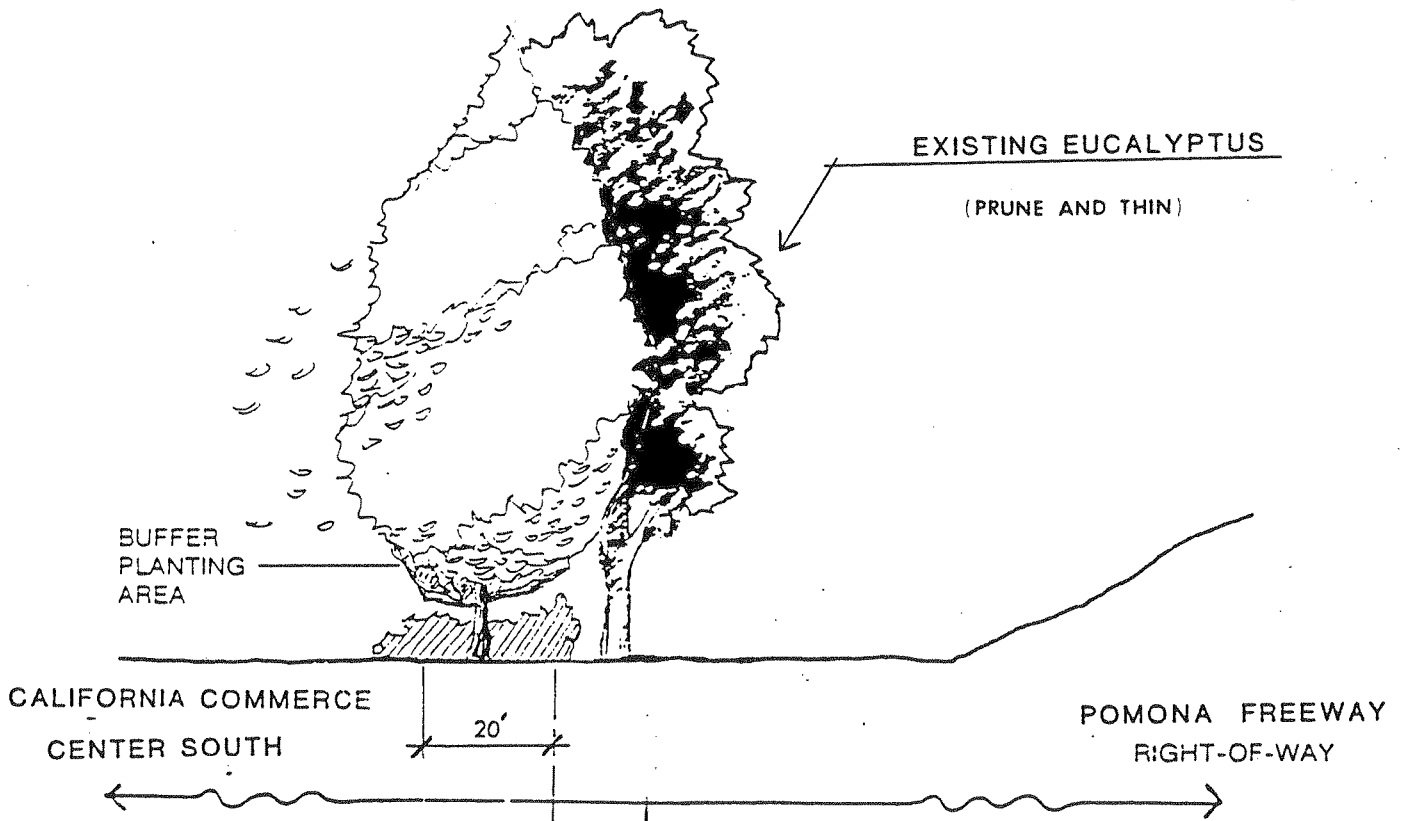 EXISTING EUCALYPTUS
(PRUNE AND THIN)
BUFFER
PLANTING
AREA
CALIFORNIA COMMERCE
CENTER SOUTH
20'
POMONA FREEWAY
RIGHT-OF-WAY